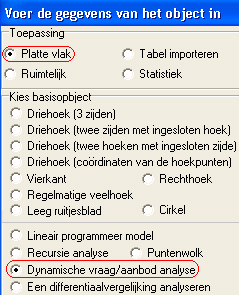 Voer de gegevens van het object in
Toepassing
Platte vlak Tabel importeren
Ruimtelijk Statistiek
Kies basisobject
Driehoek (3 zijden)
Driehoek (twee zijden met ingesloten hoek)
Driehoek (twee hoeken met ingesloten zijde)
Driehoek (coördinaten van de hoekpunten)
Vierkant Rechthoek
Regelmatige veelhoek
Leeg ruitjesblad Cirkel
Lineair programmeer model
Recursie analyse Puntenwolk
Dynamische vraag/aanbod analyse
Een differentiaalvergelijking analyseren